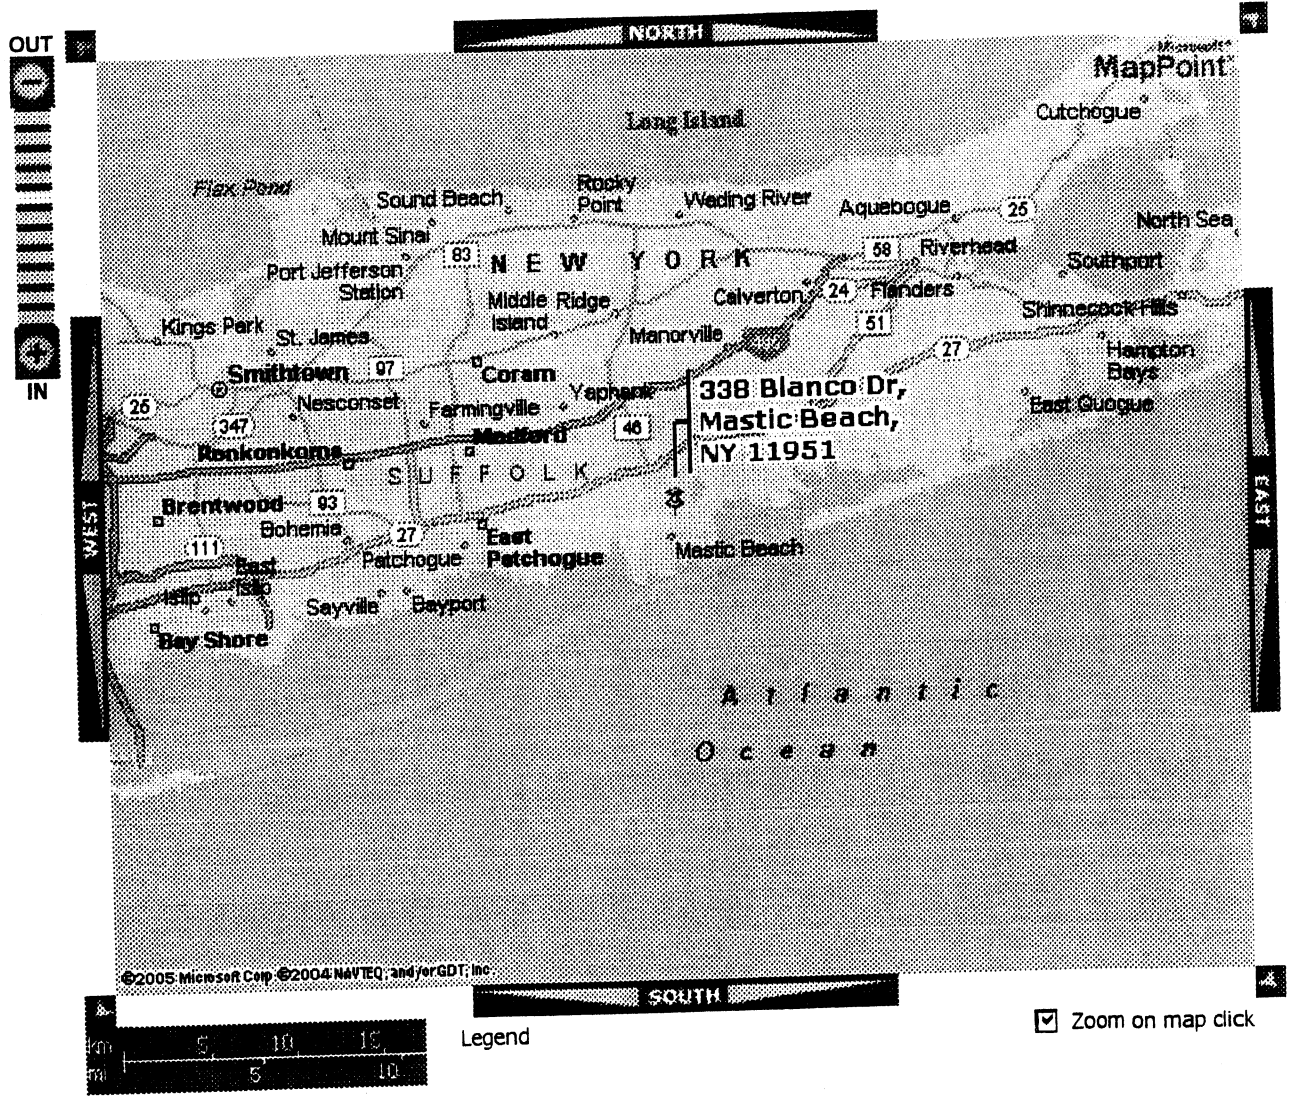 NORTH
OUT
Microsoft®
MapPoint
Cutchogue
Long Island
Flax Pond
Sound Beach
Rocky
Point
Wading River
Aquebogue
25
North Sea
Mount Sinai
83
NEW YORK
58
Riverhead
Southport
Port Jefferson
Station
Middle
Island
Ridge
Calverton
24
Flanders
Shinnecock Hills
Kings Park
St. James
Manorville
51
27
Hampton
Bays
IN
Smithtown
97
Coram
Yaphank
338 Blanco Dr,
Mastic Beach,
NY 11951
East Quogue
25
Nesconset
Farmingville
347
46
Medford
Ronkonkoma
SUFFOLK
WEST
EAST
Brentwood
93
Bohemia
27
East
Patchogue
Patchogue
Mastic Beach
111
East
Islip
Islip
Sayville
Bayport
Bay Shore
Atlantic
Ocean
©2005 Microsoft Corp ©2004 NAVTEQ, and/or GDT, Inc.
SOUTH
km 5 10 15
mi 5 10
Legend
Zoom on map click